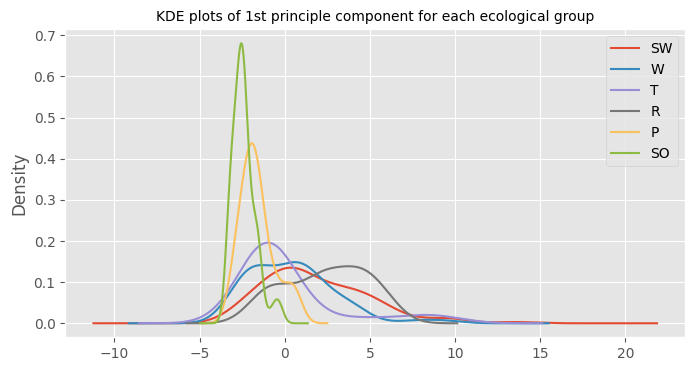 KDE plots of 1st principle component for each ecological group
0.7
0.6
0.5
0.4
0.3
0.2
0.1
0.0
Density
−10
−5
0
5
10
15
20
SW
W
T
R
P
SO